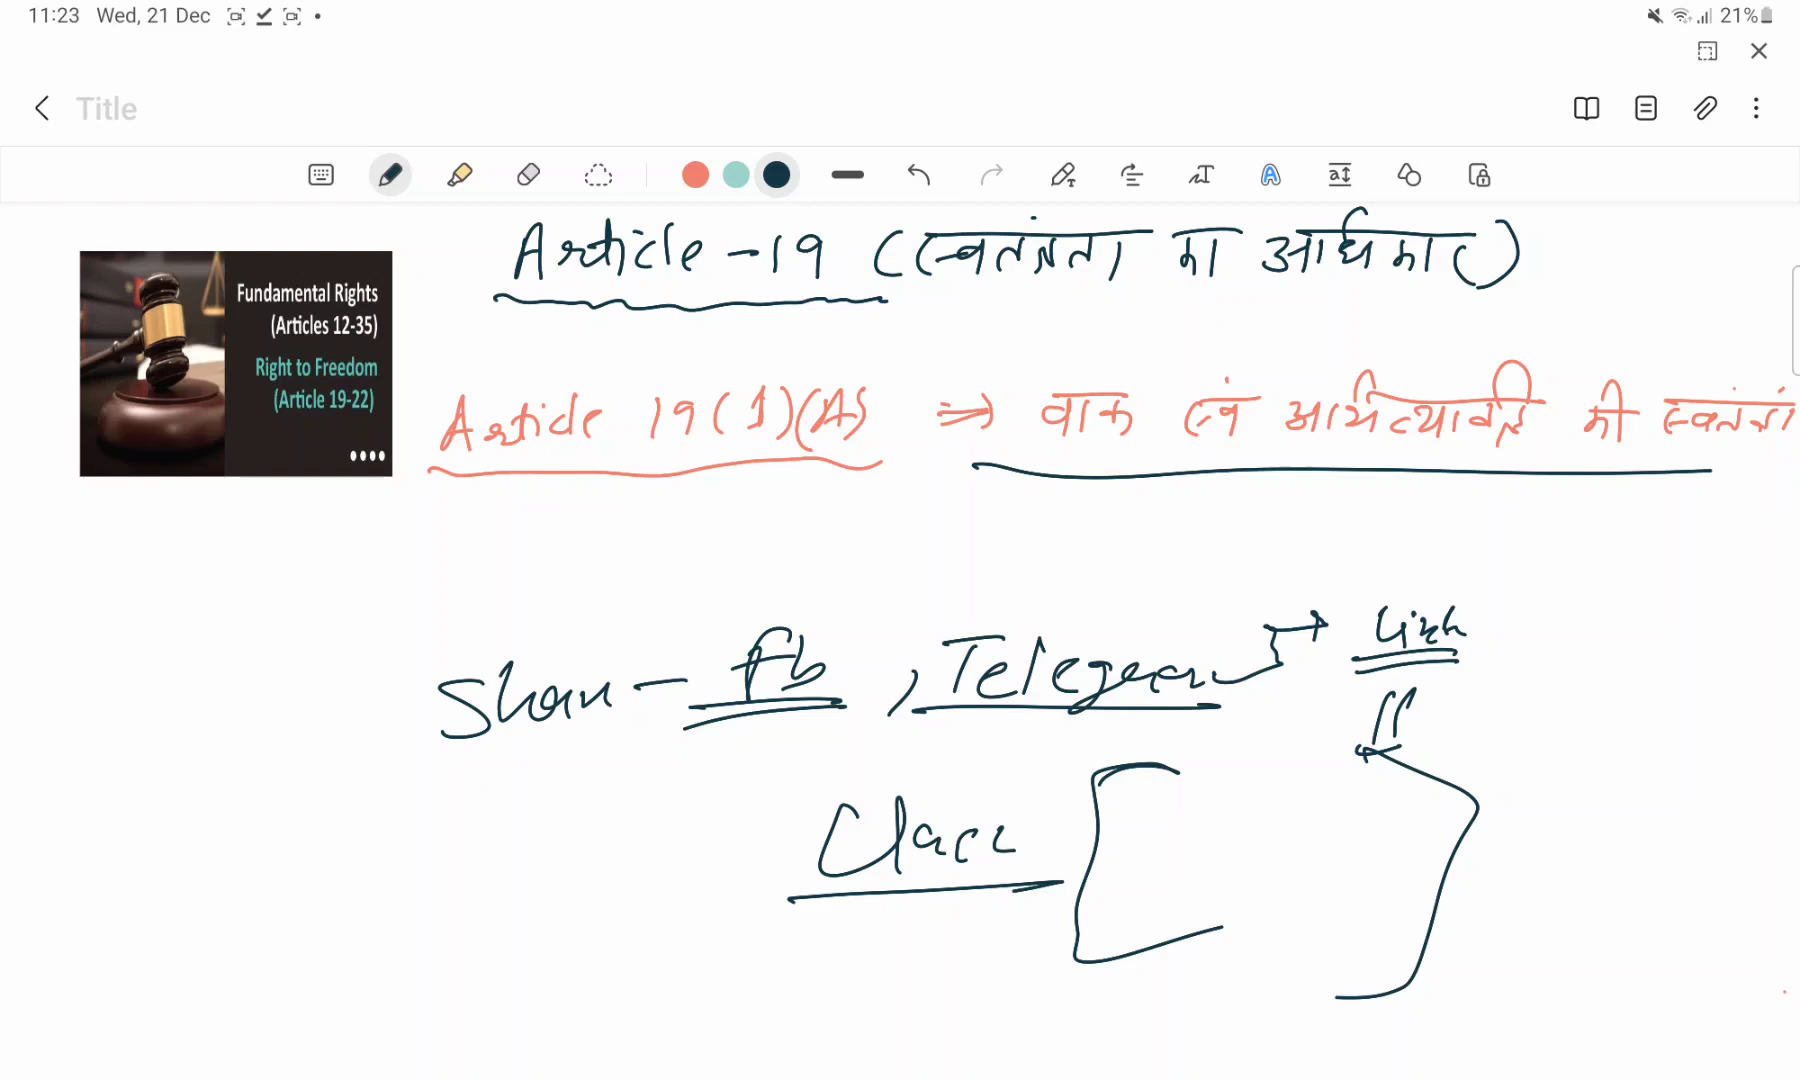 11:23 Wed, 21 Dec
21%
Title
Article - 19 (स्वतंत्रता का अधिकार)
Fundamental Rights
(Articles 12-35)
Right to Freedom
(Article 19-22)
Article 19(1)(A) ⇒ वाक एवं अभिव्यक्ति की स्वतंत्रता
Share - fb, Telegram → Link
Class